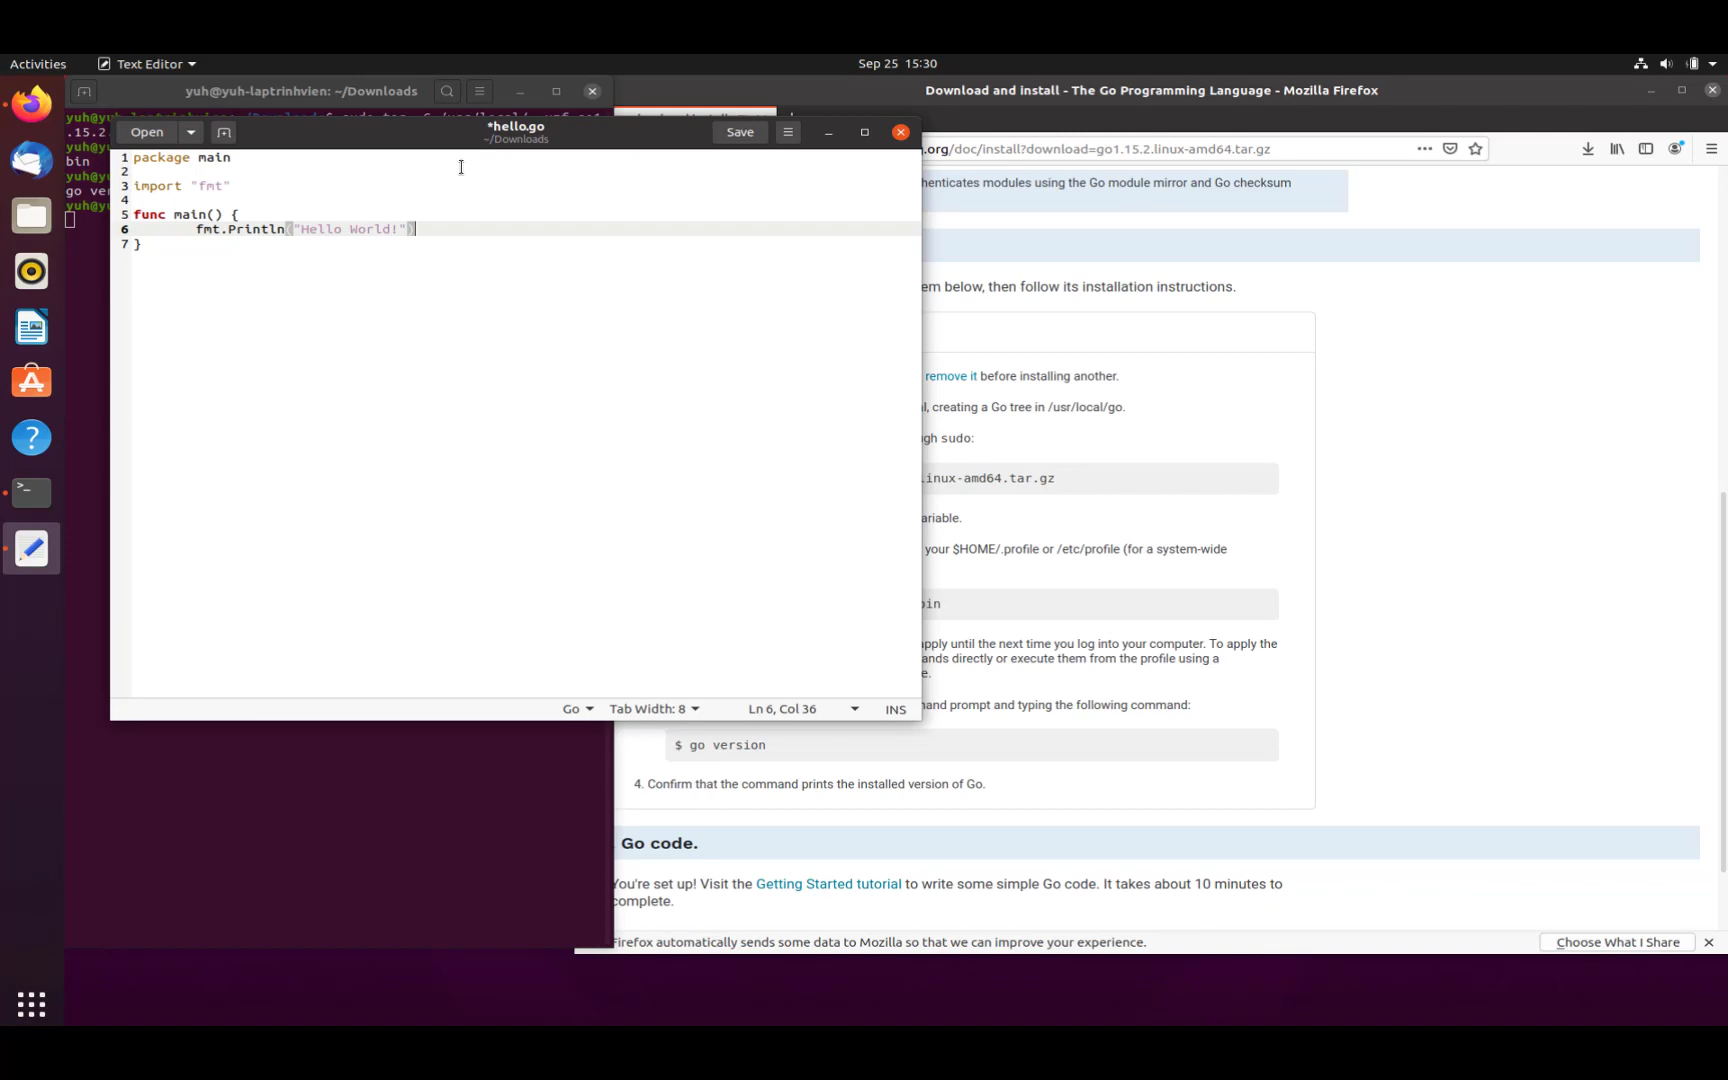 Activities
Text Editor
Sep 25 15:30
yuh@yuh-laptrinhvien: ~/Downloads
Download and install - The Go Programming Language - Mozilla Firefox
.15.2.
bin
go ver
Open
*hello.go
~/Downloads
Save
1 package main
2
3 import "fmt"
4
5 func main() {
6 fmt.Println("Hello World!")
7 }
Go
Tab Width: 8
Ln 6, Col 36
INS
.org/doc/install?download=go1.15.2.linux-amd64.tar.gz
henticates modules using the Go module mirror and Go checksum
em below, then follow its installation instructions.
remove it before installing another.
l, creating a Go tree in /usr/local/go.
gh sudo:
linux-amd64.tar.gz
ariable.
your $HOME/.profile or /etc/profile (for a system-wide
bin
pply until the next time you log into your computer. To apply the
ands directly or execute them from the profile using a
e.
hand prompt and typing the following command:
$ go version
4. Confirm that the command prints the installed version of Go.
Go code.
You're set up! Visit the Getting Started tutorial to write some simple Go code. It takes about 10 minutes to
complete.
Firefox automatically sends some data to Mozilla so that we can improve your experience.
Choose What I Share